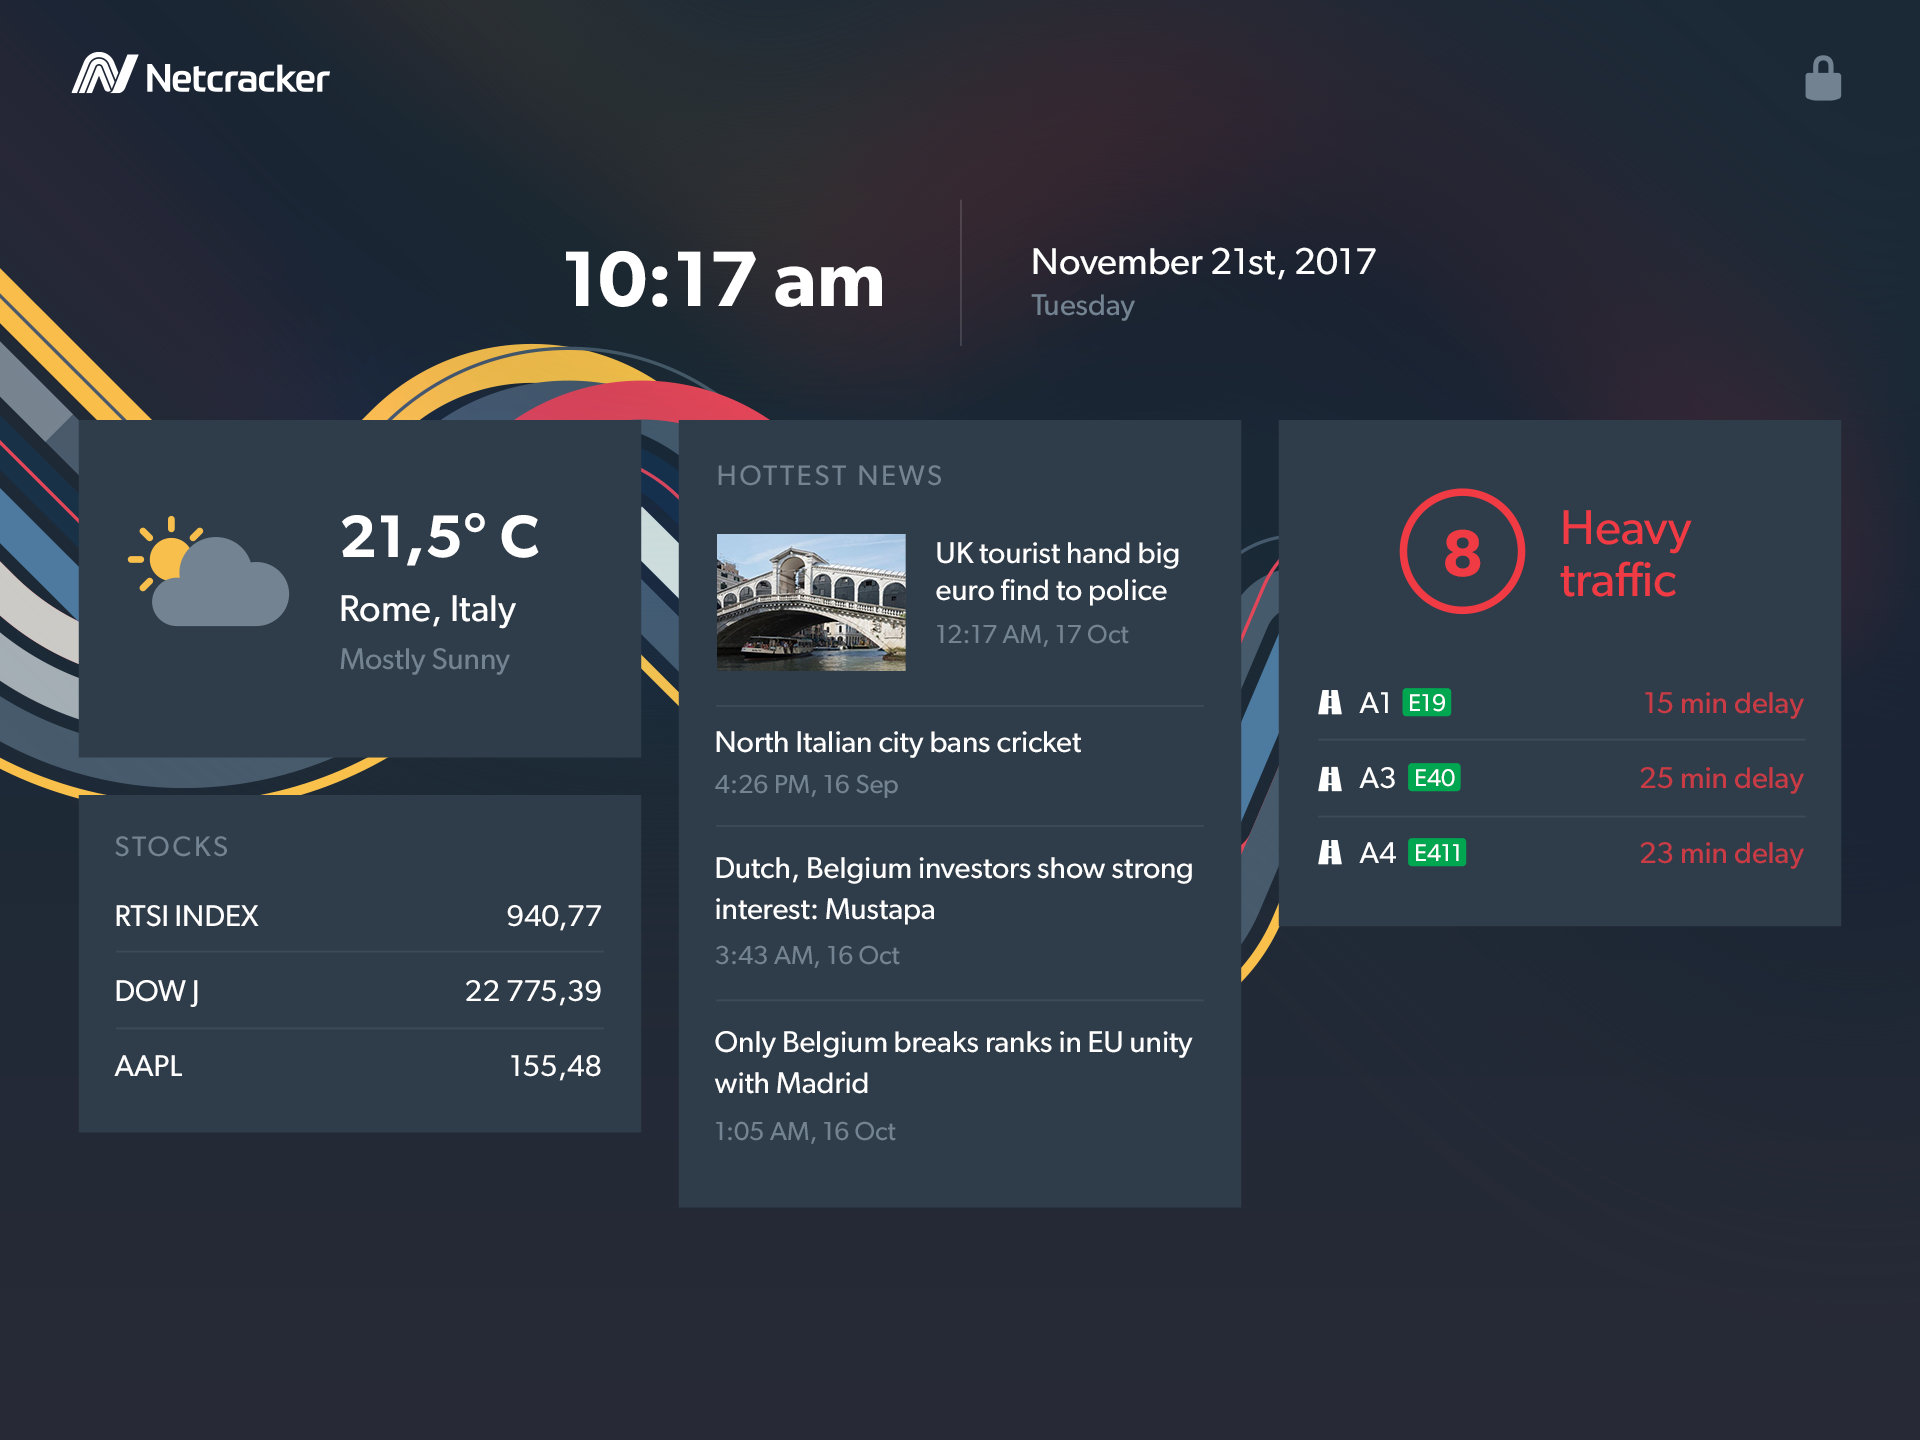 Netcracker
10:17 am
November 21st, 2017
Tuesday
21,5° C
Rome, Italy
Mostly Sunny
STOCKS
RTSI INDEX 940,77
DOW J 22 775,39
AAPL 155,48
HOTTEST NEWS
UK tourist hand big
euro find to police
12:17 AM, 17 Oct
North Italian city bans cricket
4:26 PM, 16 Sep
Dutch, Belgium investors show strong
interest: Mustapa
3:43 AM, 16 Oct
Only Belgium breaks ranks in EU unity
with Madrid
1:05 AM, 16 Oct
8
Heavy
traffic
A1 E19 15 min delay
A3 E40 25 min delay
A4 E411 23 min delay